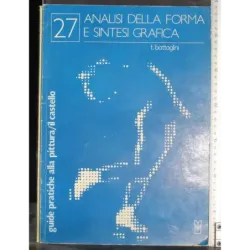 27
ANALISI DELLA FORMA
E SINTESI GRAFICA
guide pratiche alla pittura/il castello